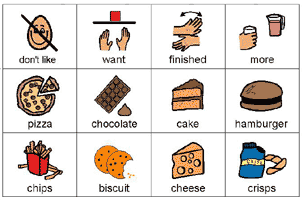 don't like want finished more
pizza chocolate cake hamburger
chips biscuit cheese crisps